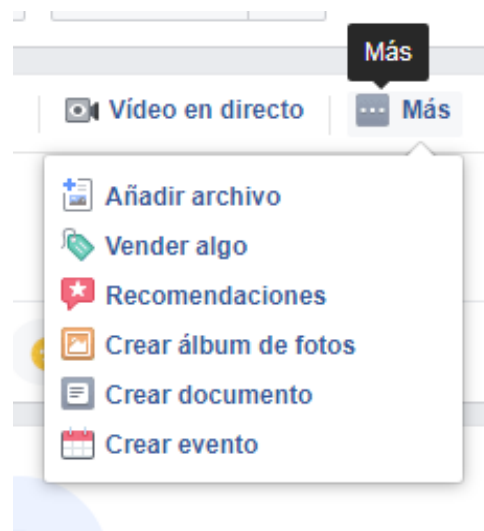 Más
Vídeo en directo
Más
Añadir archivo
Vender algo
Recomendaciones
Crear álbum de fotos
Crear documento
Crear evento